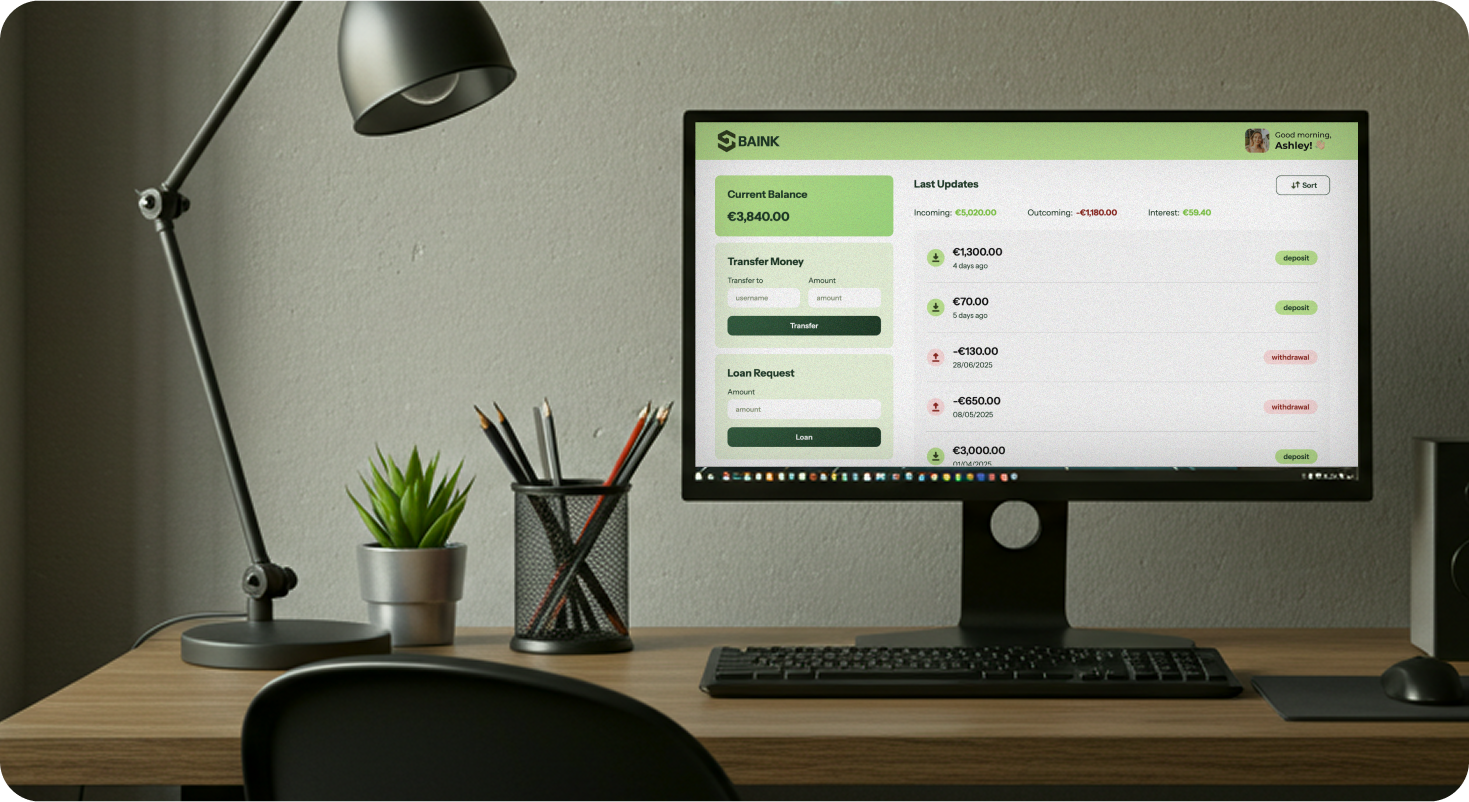 BAINK
Good morning,
Ashley! 👋🏻
Current Balance
€3,840.00
Transfer Money
Transfer to
Amount
username
amount
Transfer
Loan Request
Amount
amount
Loan
Last Updates
Sort
Incoming: €5,020.00 Outcoming: -€1,180.00 Interest: €59.40
€1,300.00
4 days ago
deposit
€70.00
5 days ago
deposit
-€130.00
28/06/2025
withdrawal
-€650.00
08/05/2025
withdrawal
€3,000.00
01/04/2025
deposit